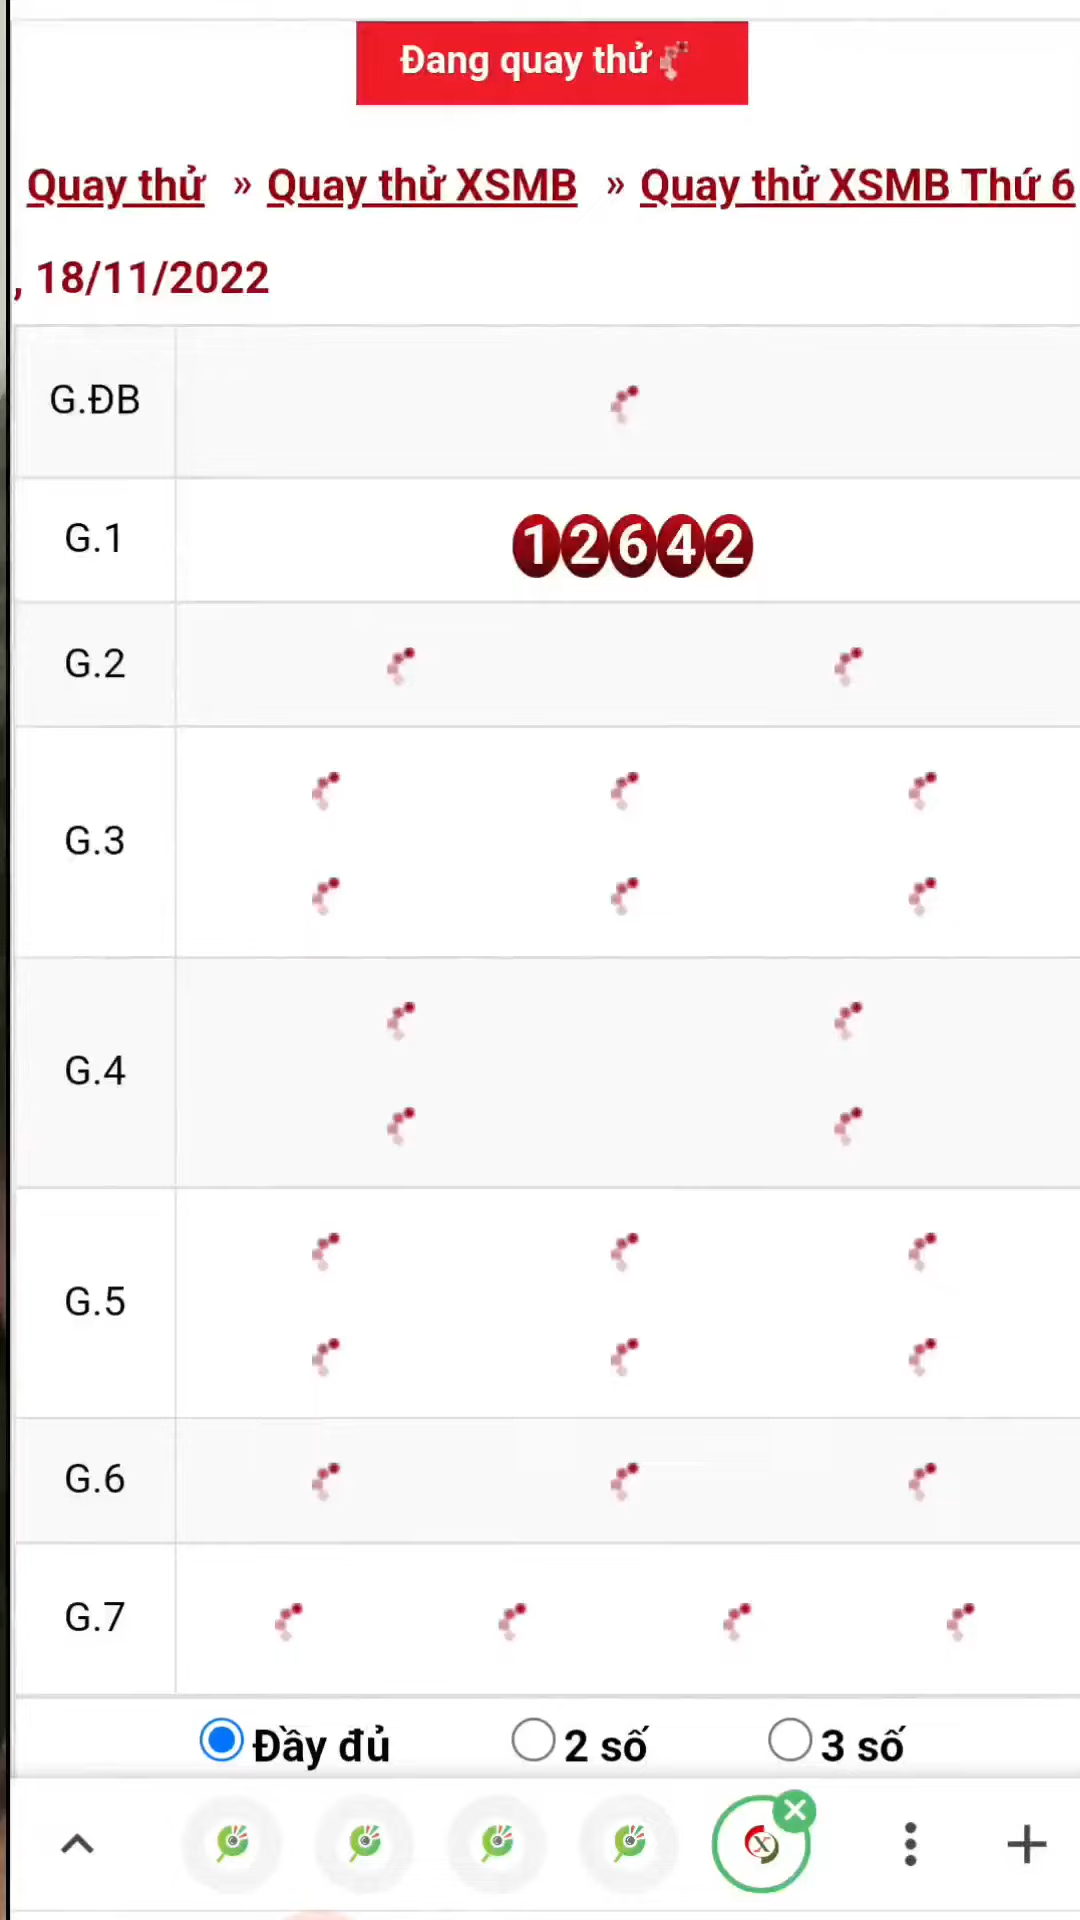 Đang quay thử
Quay thử » Quay thử XSMB » Quay thử XSMB Thứ 6
, 18/11/2022
G.ĐB
G.1 12642
G.2
G.3
G.4
G.5
G.6
G.7
Đầy đủ 2 số 3 số